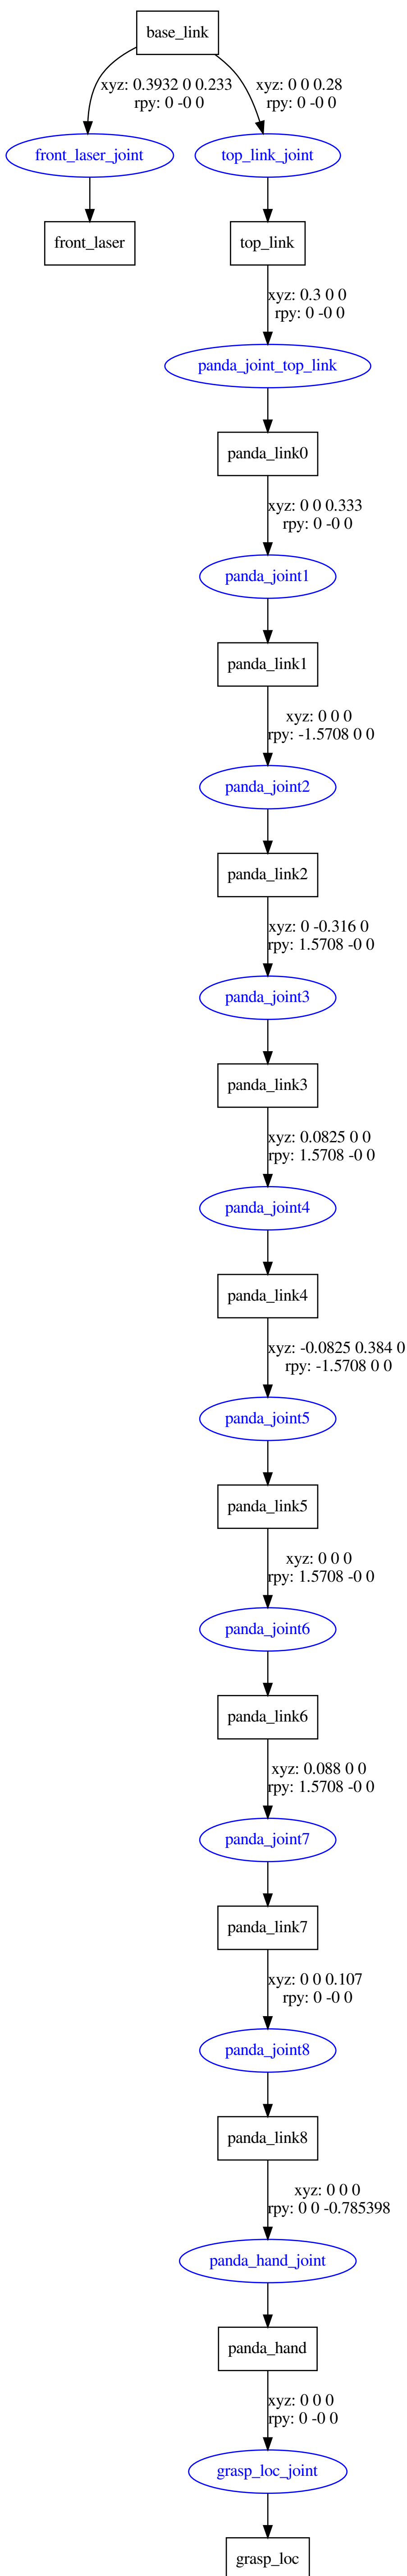 base_link
xyz: 0.3932 0 0.233
rpy: 0 -0 0
xyz: 0 0 0.28
rpy: 0 -0 0
front_laser_joint
top_link_joint
front_laser
top_link
xyz: 0.3 0 0
rpy: 0 -0 0
panda_joint_top_link
panda_link0
xyz: 0 0 0.333
rpy: 0 -0 0
panda_joint1
panda_link1
xyz: 0 0 0
rpy: -1.5708 0 0
panda_joint2
panda_link2
xyz: 0 -0.316 0
rpy: 1.5708 -0 0
panda_joint3
panda_link3
xyz: 0.0825 0 0
rpy: 1.5708 -0 0
panda_joint4
panda_link4
xyz: -0.0825 0.384 0
rpy: -1.5708 0 0
panda_joint5
panda_link5
xyz: 0 0 0
rpy: 1.5708 -0 0
panda_joint6
panda_link6
xyz: 0.088 0 0
rpy: 1.5708 -0 0
panda_joint7
panda_link7
xyz: 0 0 0.107
rpy: 0 -0 0
panda_joint8
panda_link8
xyz: 0 0 0
rpy: 0 0 -0.785398
panda_hand_joint
panda_hand
xyz: 0 0 0
rpy: 0 -0 0
grasp_loc_joint
grasp_loc